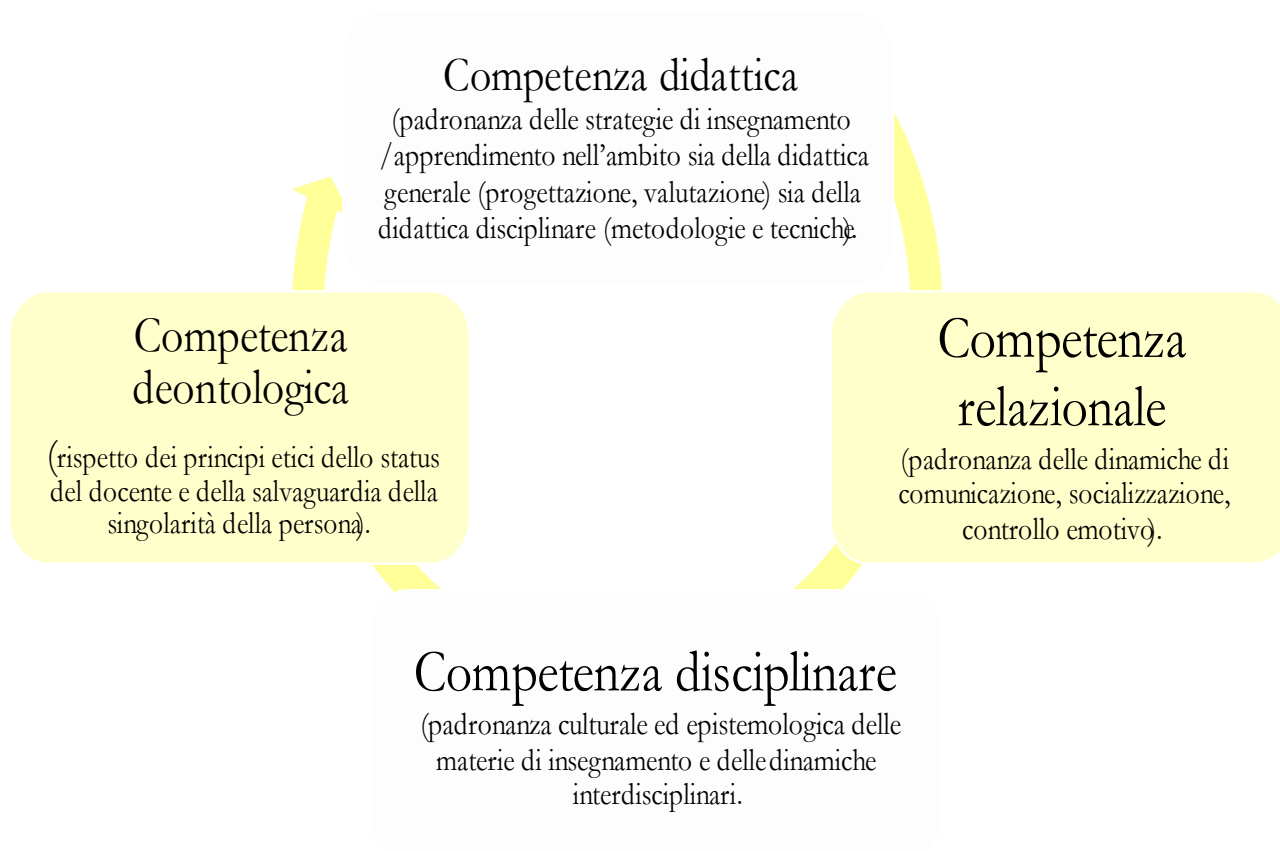 Competenza didattica
(padronanza delle strategie di insegnamento
/apprendimento nell’ambito sia della didattica
generale (progettazione, valutazione) sia della
didattica disciplinare (metodologie e tecniche).
Competenza
deontologica
(rispetto dei principi etici dello status
del docente e della salvaguardia della
singolarità della persona).
Competenza
relazionale
(padronanza delle dinamiche di
comunicazione, socializzazione,
controllo emotivo).
Competenza disciplinare
(padronanza culturale ed epistemologica delle
materie di insegnamento e delle dinamiche
interdisciplinari.